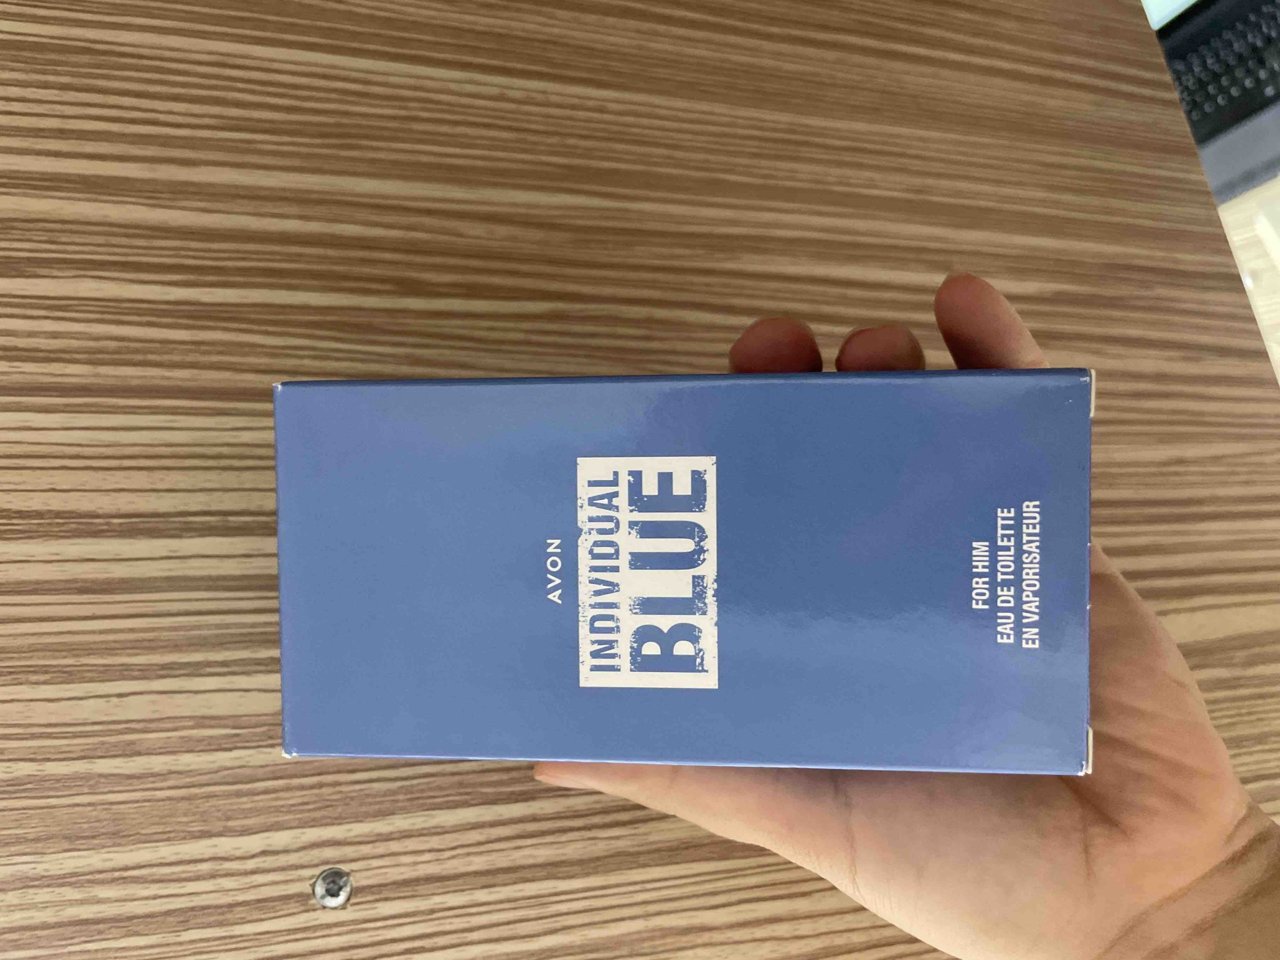 AVON
INDIVIDUAL
BLUE
FOR HIM
EAU DE TOILETTE
EN VAPORISATEUR